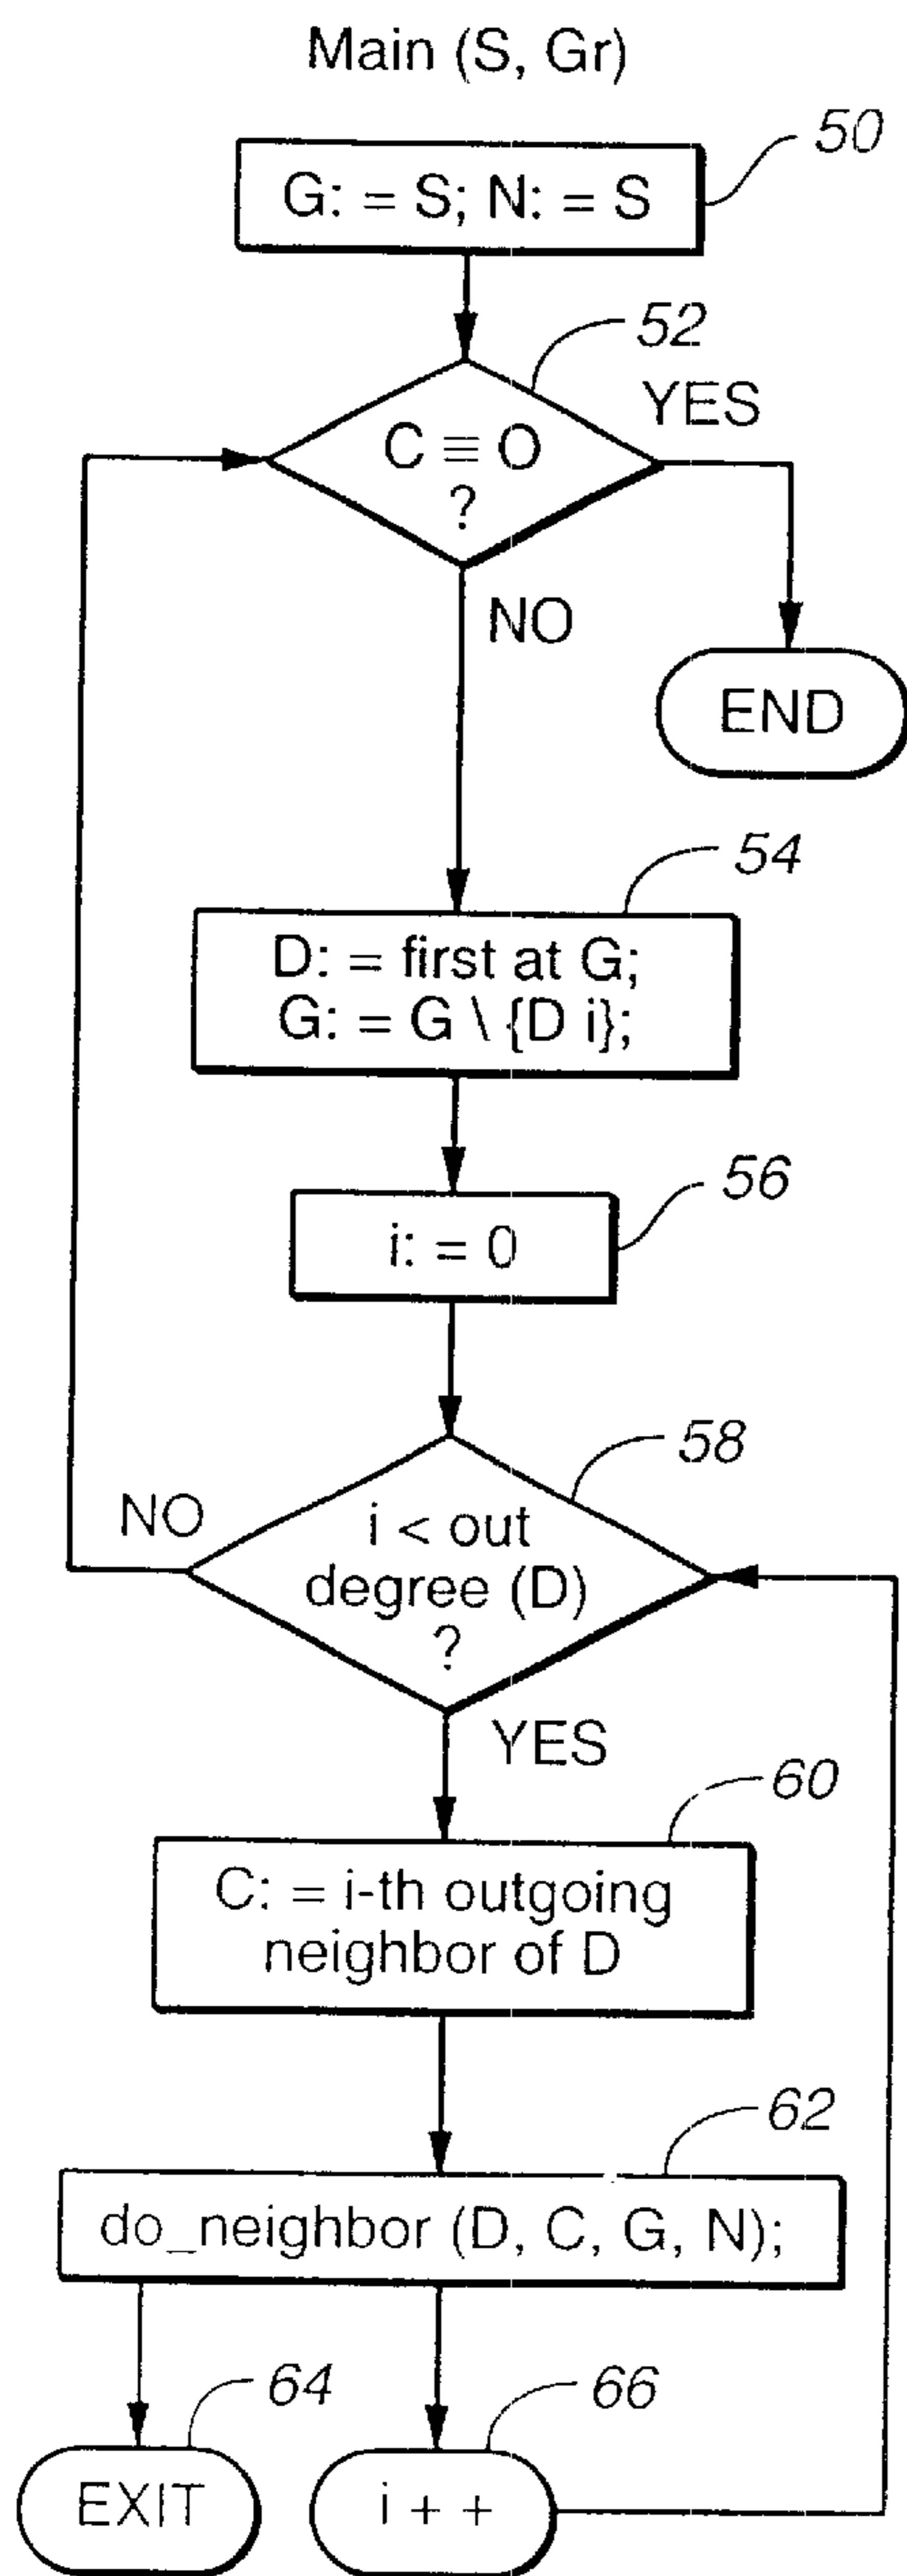 Main (S, Gr)
50
G: = S; N: = S
52
YES
C ≡ O
?
NO
END
54
D: = first at G;
G: = G \ {D i};
56
i: = 0
58
NO
i < out
degree (D)
?
YES
60
C: = i-th outgoing
neighbor of D
62
do_neighbor (D, C, G, N);
64
66
EXIT
i + +